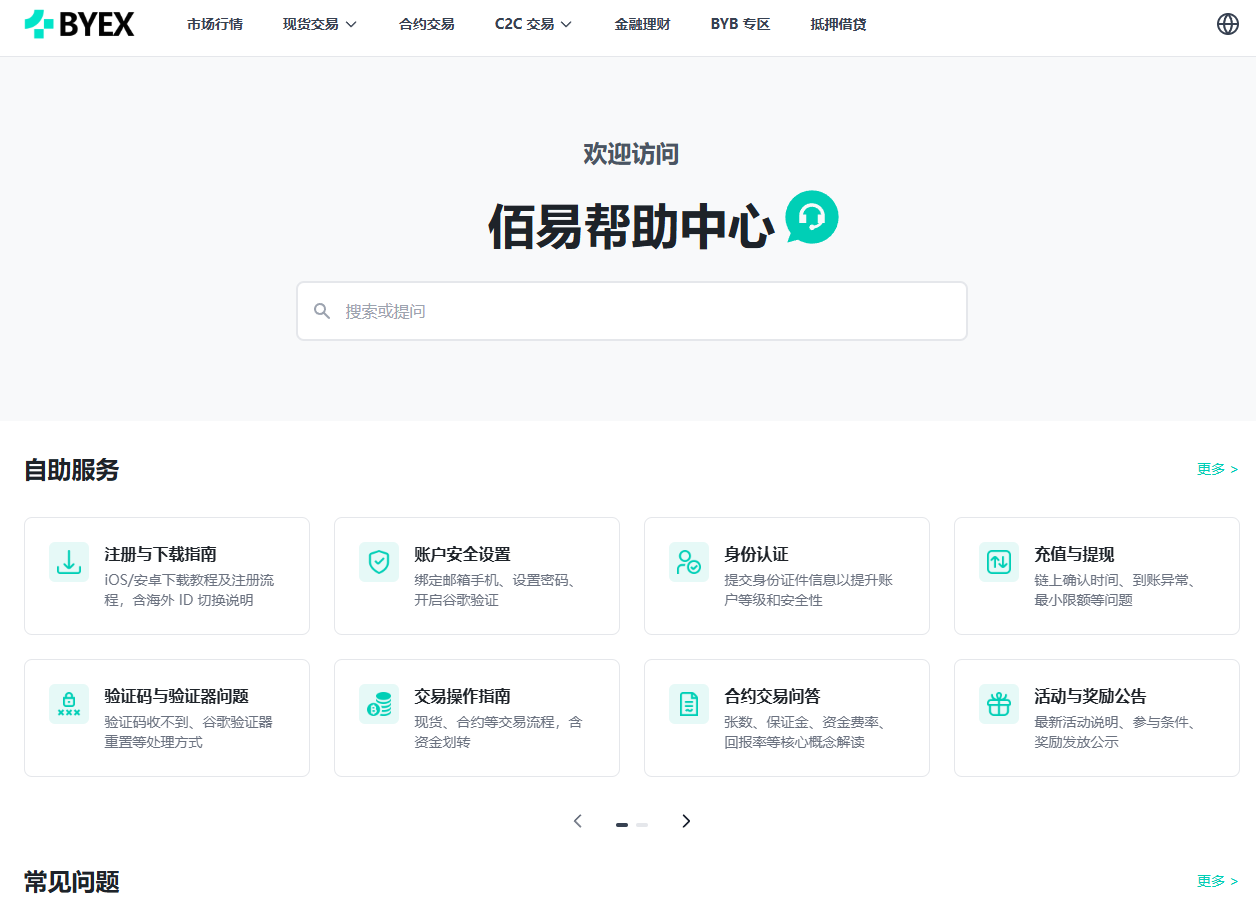 BYEX 市场行情 现货交易 合约交易 C2C 交易 金融理财 BYB 专区 抵押借贷
欢迎访问
佰易帮助中心
搜索或提问
自助服务 更多 >
注册与下载指南
iOS/安卓下载教程及注册流
程，含海外 ID 切换说明
账户安全设置
绑定邮箱手机、设置密码、
开启谷歌验证
身份认证
提交身份证件信息以提升账
户等级和安全性
充值与提现
链上确认时间、到账异常、
最小限额等问题
验证码与验证器问题
验证码收不到、谷歌验证器
重置等处理方式
交易操作指南
现货、合约等交易流程，含
资金划转
合约交易问答
张数、保证金、资金费率、
回报率等核心概念解读
活动与奖励公告
最新活动说明、参与条件、
奖励发放公示
常见问题 更多 >